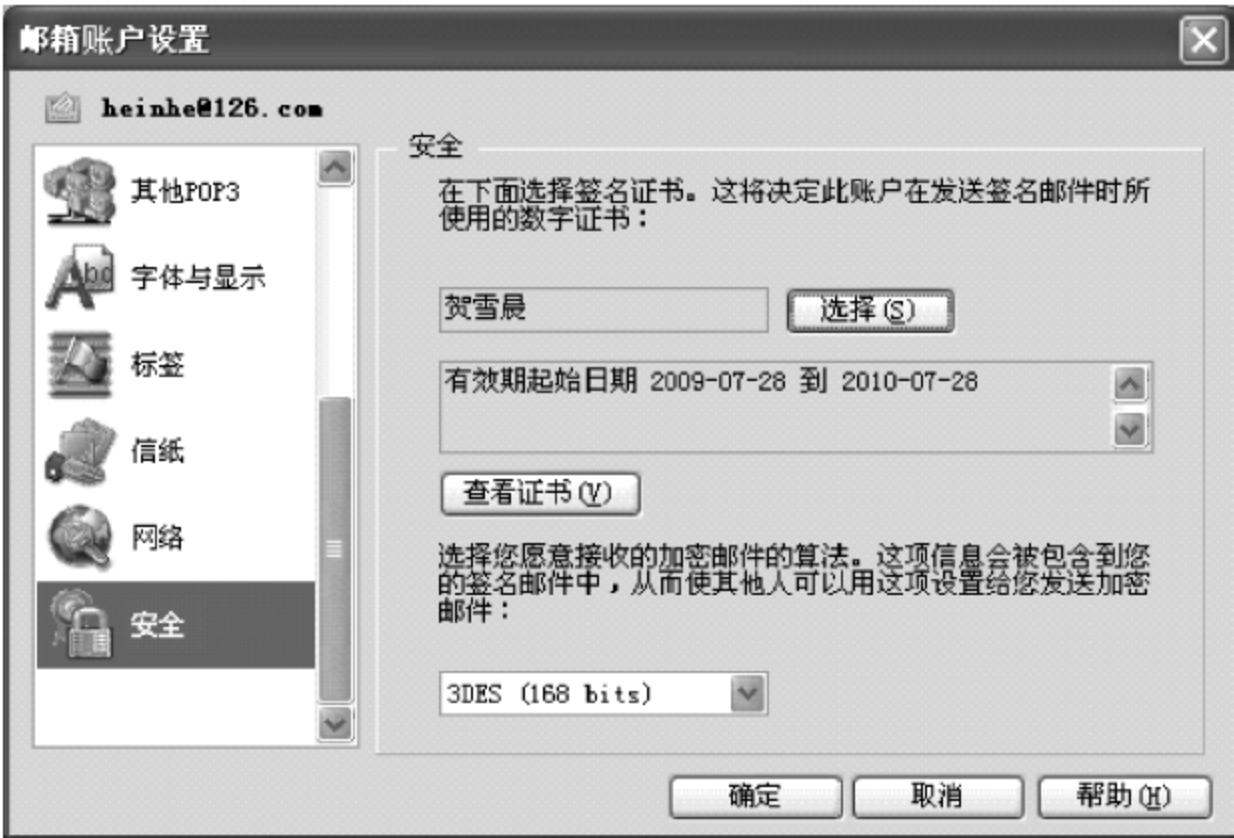 邮箱账户设置
heinhe@126.com
其他POP3
字体与显示
标签
信纸
网络
安全
安全
在下面选择签名证书。这将决定此账户在发送签名邮件时所
使用的数字证书：
贺雪晨
选择(S)
有效期起始日期 2009-07-28 到 2010-07-28
查看证书(V)
选择您愿意接收的加密邮件的算法。这项信息会被包含到您
的签名邮件中，从而使其他人可以用这项设置给您发送加密
邮件：
3DES (168 bits)
确定
取消
帮助(H)